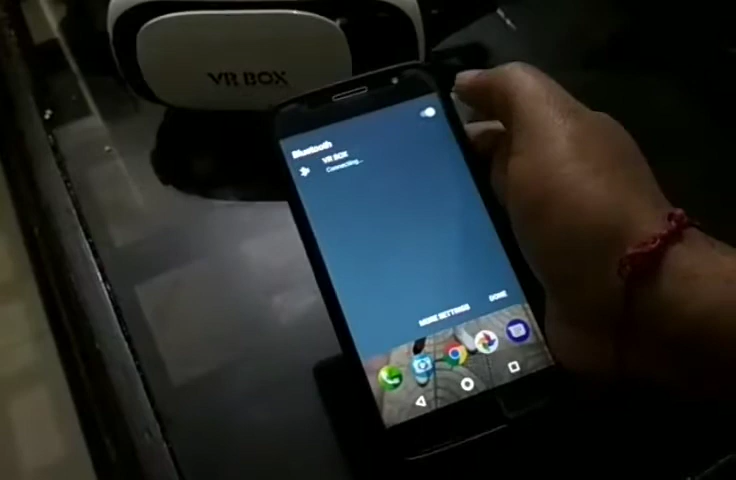 VR BOX
Bluetooth
VR BOX
Connecting...
MORE SETTINGS
DONE